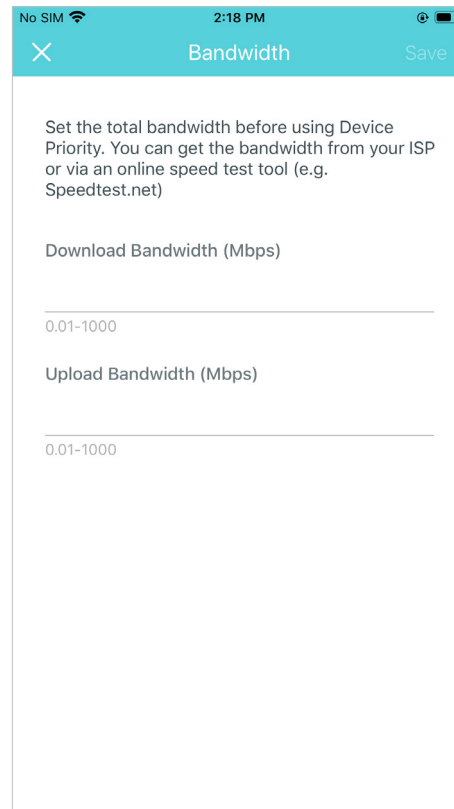 No SIM 2:18 PM
Bandwidth Save
Set the total bandwidth before using Device
Priority. You can get the bandwidth from your ISP
or via an online speed test tool (e.g.
Speedtest.net)
Download Bandwidth (Mbps)
0.01-1000
Upload Bandwidth (Mbps)
0.01-1000